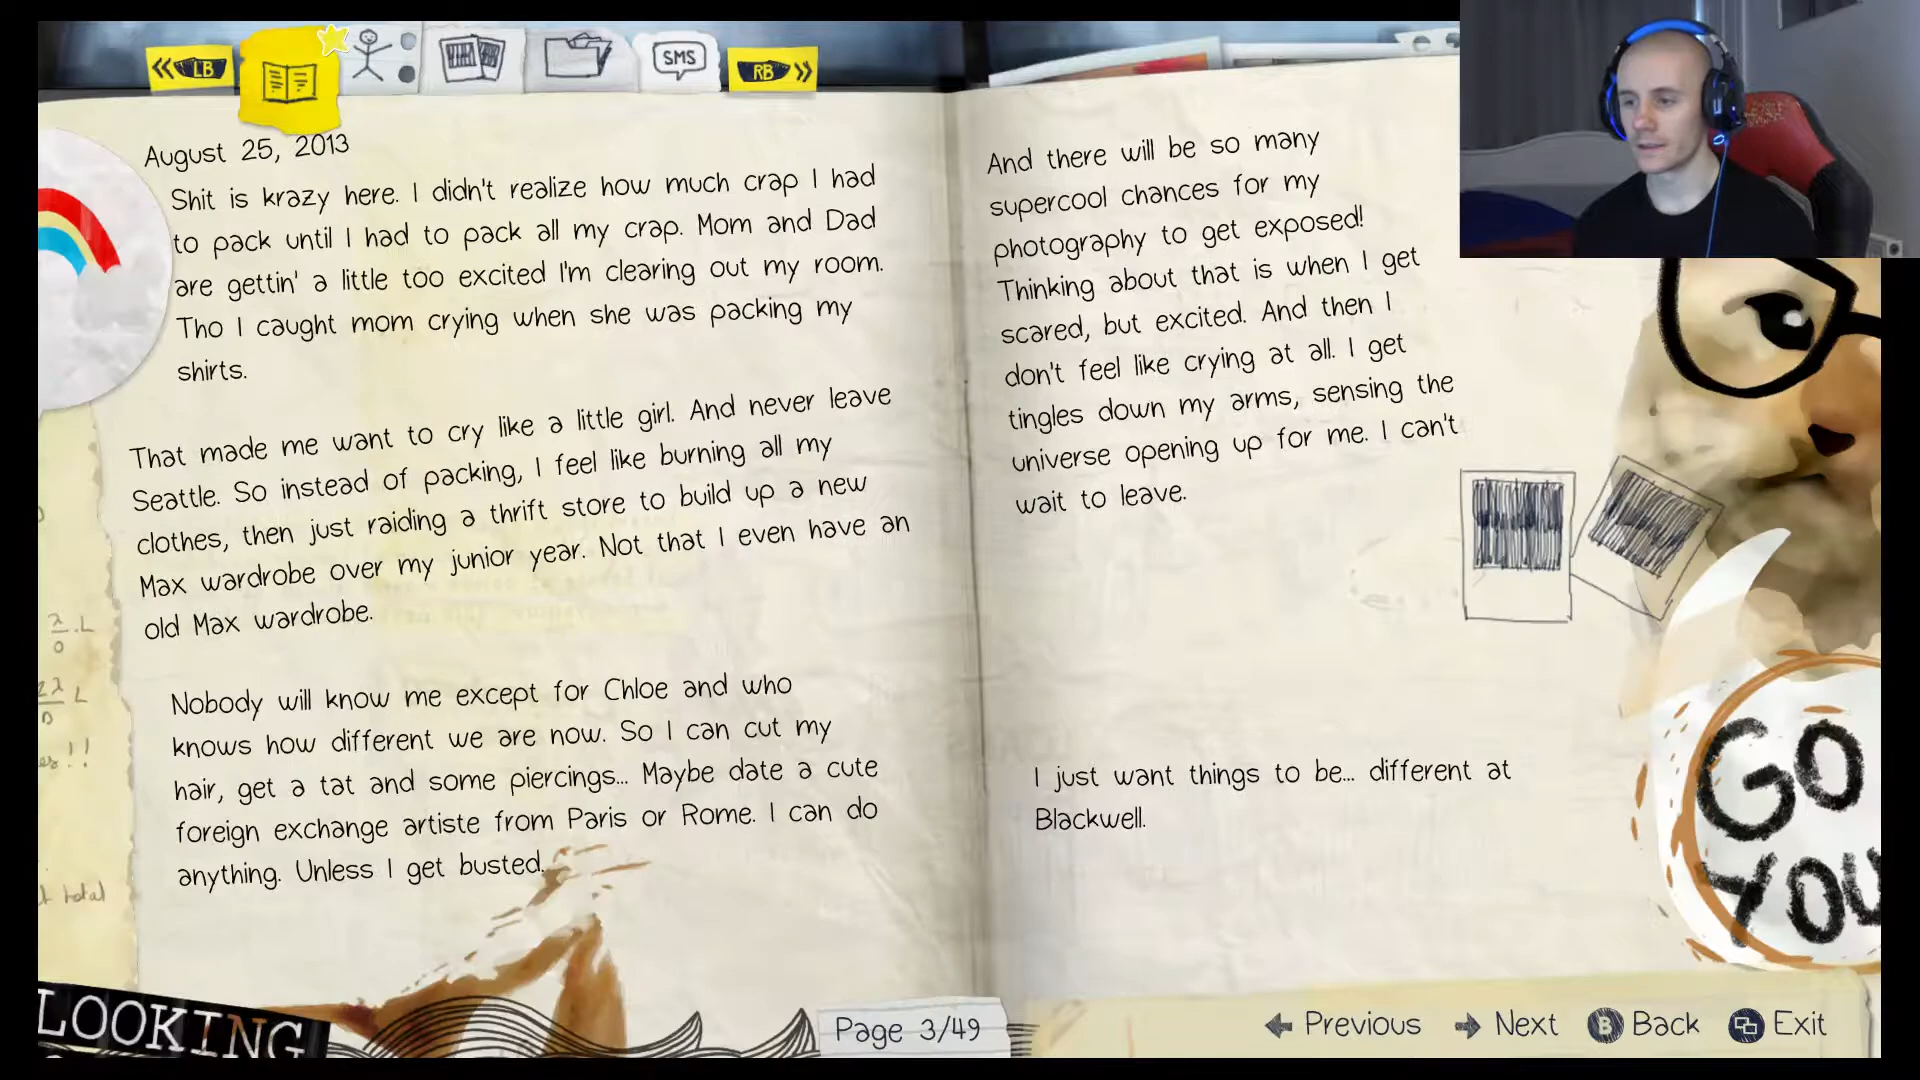 LB
SMS
RB
August 25, 2013
Shit is krazy here. I didn't realize how much crap I had
to pack until I had to pack all my crap. Mom and Dad
are gettin' a little too excited I'm clearing out my room.
Tho I caught mom crying when she was packing my
shirts.
That made me want to cry like a little girl. And never leave
Seattle. So instead of packing, I feel like burning all my
clothes, then just raiding a thrift store to build up a new
Max wardrobe over my junior year. Not that I even have an
old Max wardrobe.
Nobody will know me except for Chloe and who
knows how different we are now. So I can cut my
hair, get a tat and some piercings... Maybe date a cute
foreign exchange artiste from Paris or Rome. I can do
anything. Unless I get busted.
And there will be so many
supercool chances for my
photography to get exposed!
Thinking about that is when I get
scared, but excited. And then I
don't feel like crying at all. I get
tingles down my arms, sensing the
universe opening up for me. I can't
wait to leave.
I just want things to be... different at
Blackwell.
GO
YOU
LOOKING
Page 3/49
Previous
Next
B Back
Exit